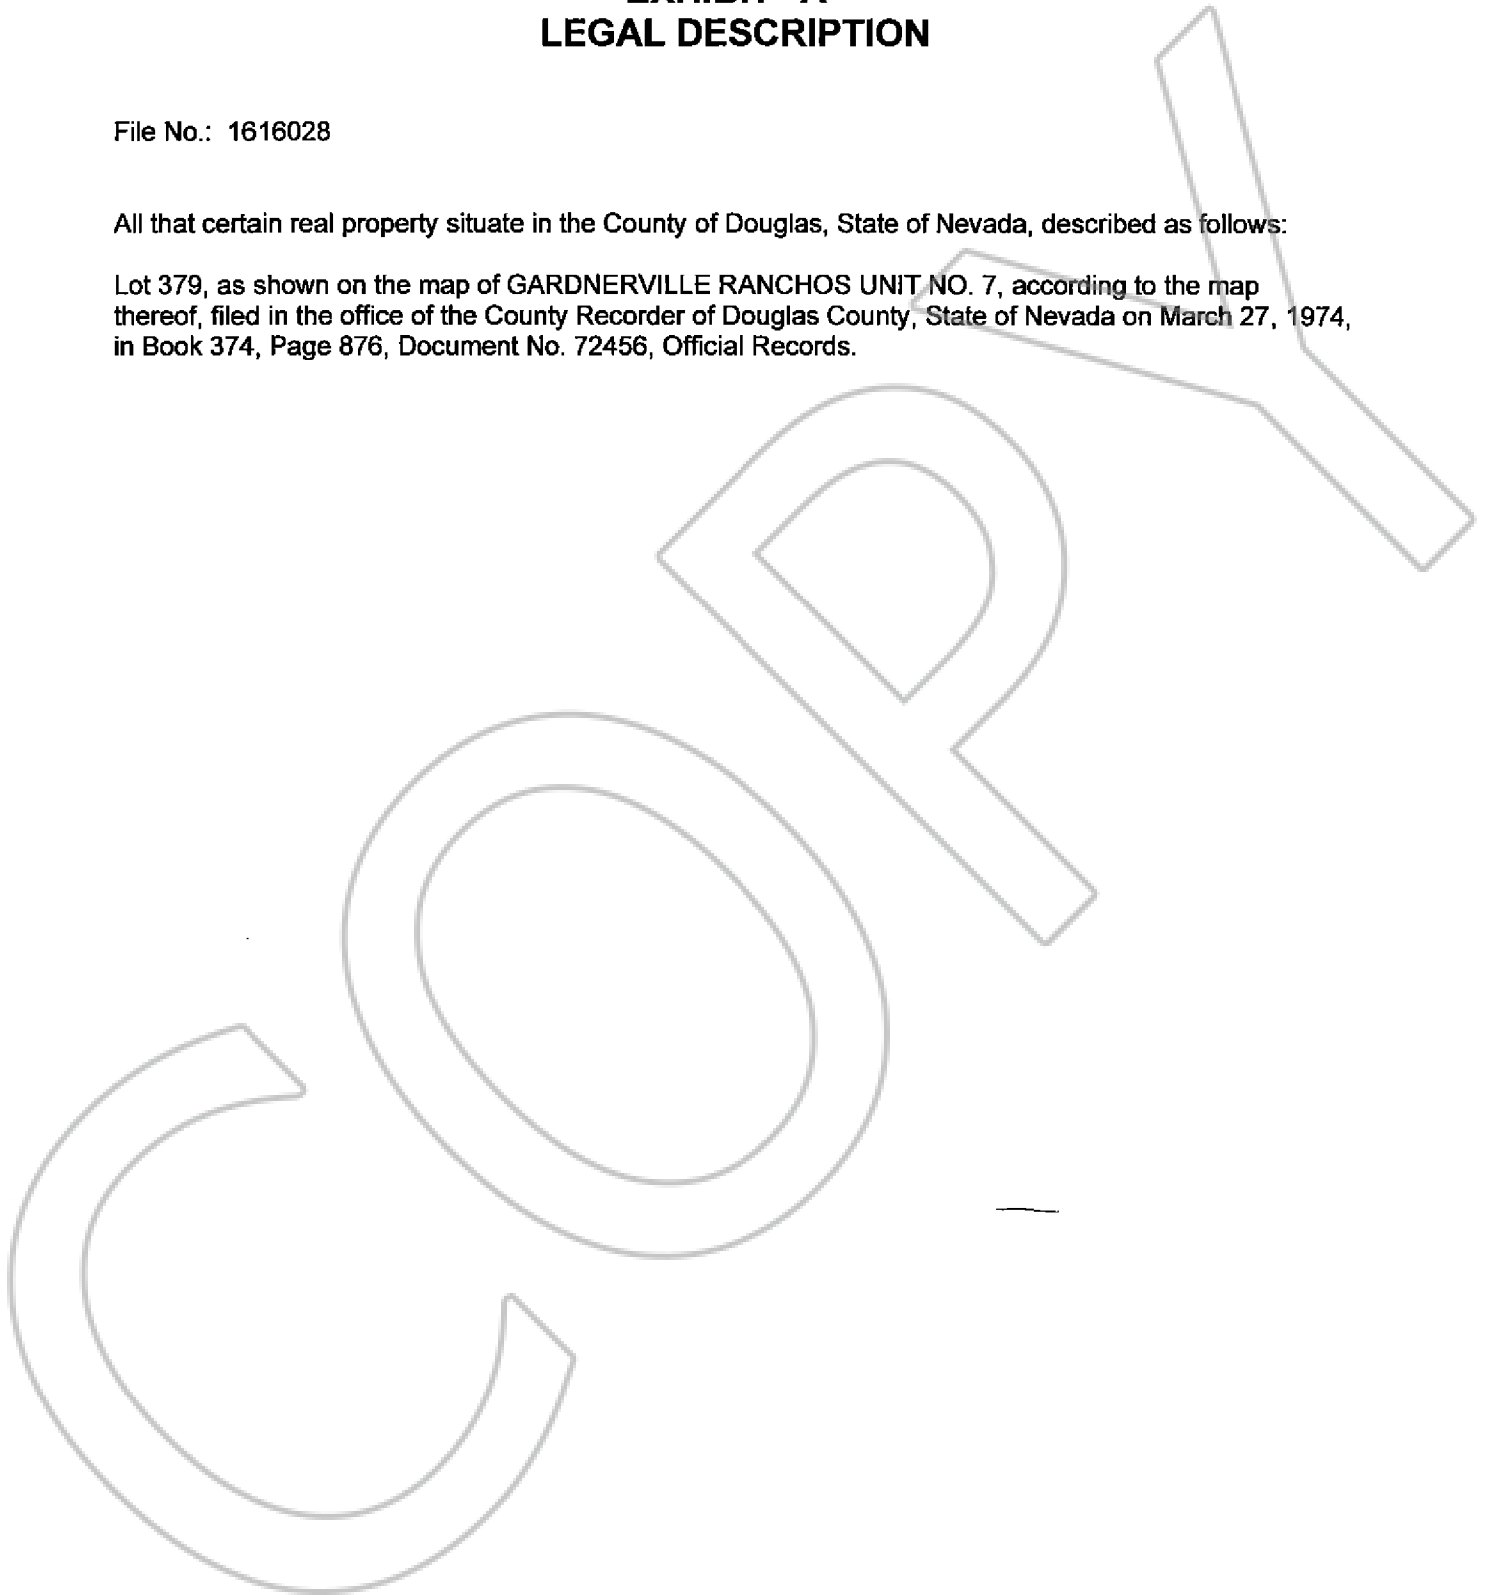 EXHIBIT "A"
LEGAL DESCRIPTION
File No.: 1616028
All that certain real property situate in the County of Douglas, State of Nevada, described as follows:
Lot 379, as shown on the map of GARDNERVILLE RANCHOS UNIT NO. 7, according to the map
thereof, filed in the office of the County Recorder of Douglas County, State of Nevada on March 27, 1974,
in Book 374, Page 876, Document No. 72456, Official Records.
COPY